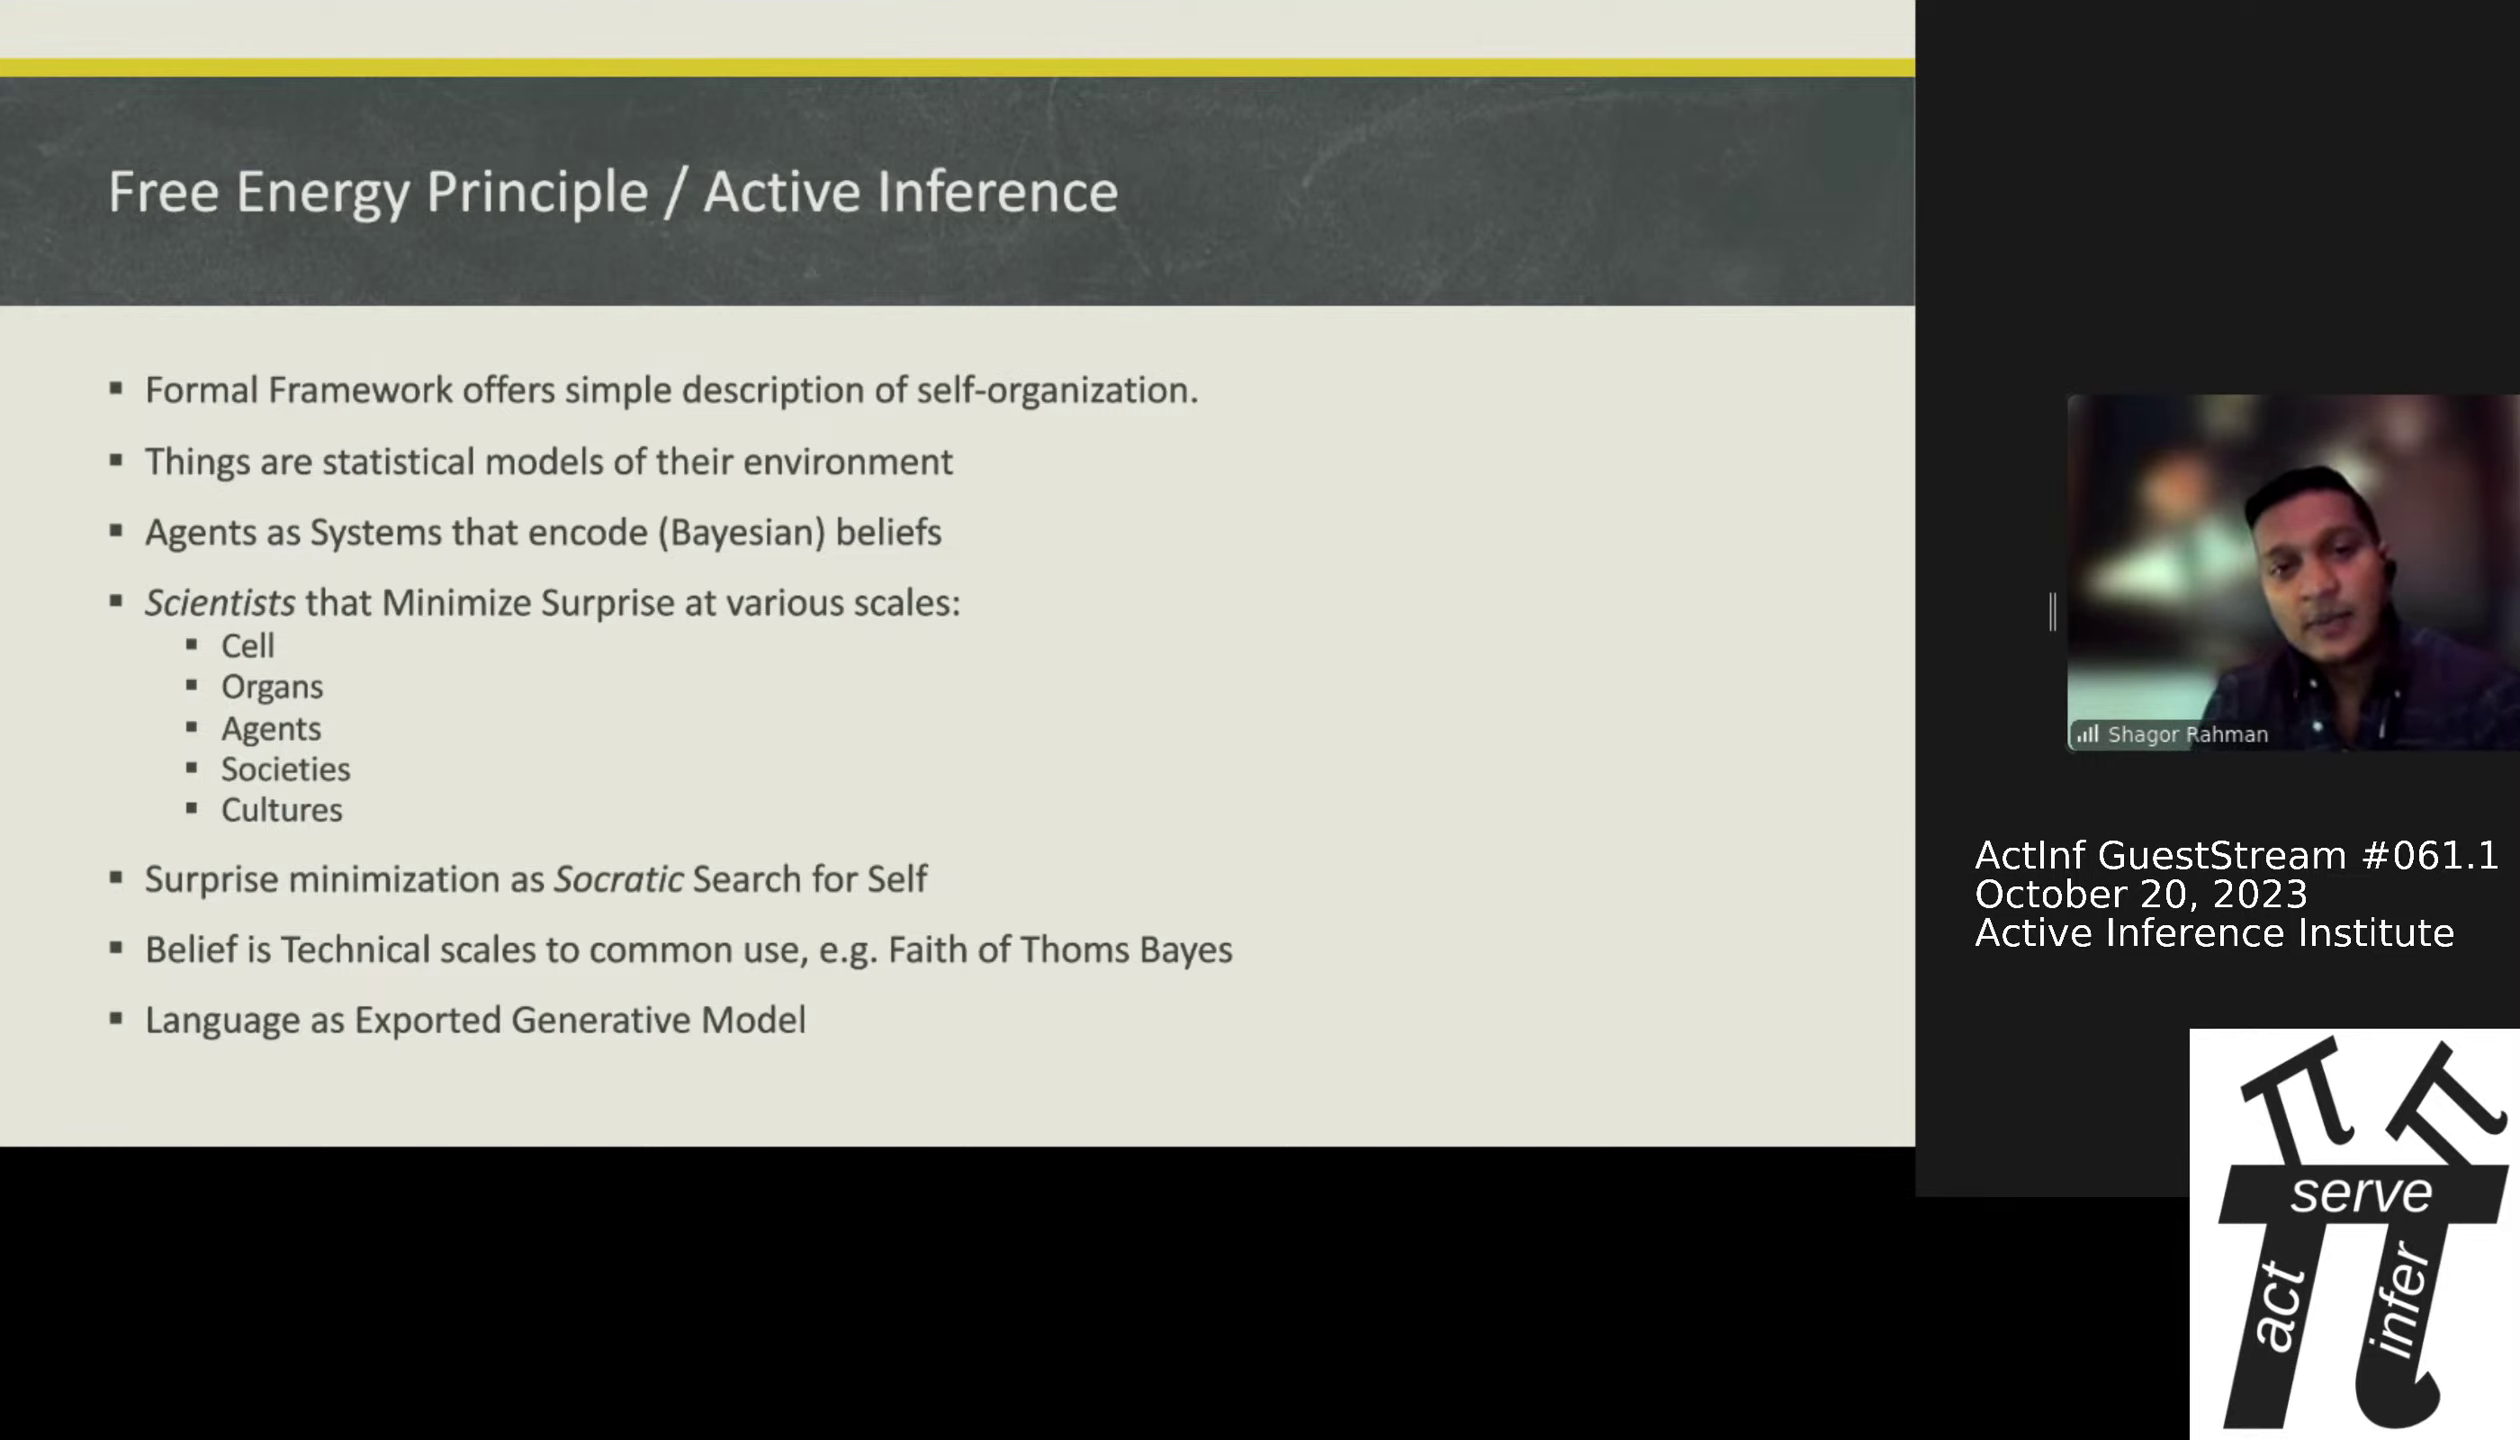 Free Energy Principle / Active Inference
Formal Framework offers simple description of self-organization.
Things are statistical models of their environment
Agents as Systems that encode (Bayesian) beliefs
Scientists that Minimize Surprise at various scales:
Cell
Organs
Agents
Societies
Cultures
Surprise minimization as Socratic Search for Self
Belief is Technical scales to common use, e.g. Faith of Thoms Bayes
Language as Exported Generative Model
Shagor Rahman
ActInf GuestStream #061.1
October 20, 2023
Active Inference Institute
serve
act
infer